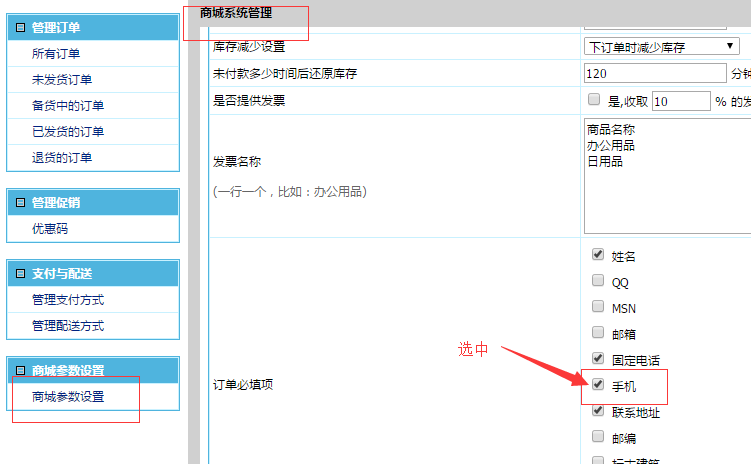 管理订单
所有订单
未发货订单
备货中的订单
已发货的订单
退货的订单
管理促销
优惠码
支付与配送
管理支付方式
管理配送方式
商城参数设置
商城参数设置
商城系统管理
库存减少设置 下订单时减少库存
未付款多少时间后还原库存 120 分钟
是否提供发票 是,收取 10 % 的发
发票名称
(一行一个，比如：办公用品)
商品名称
办公用品
日用品
订单必填项
姓名
QQ
MSN
邮箱
固定电话
选中
手机
联系地址
邮编